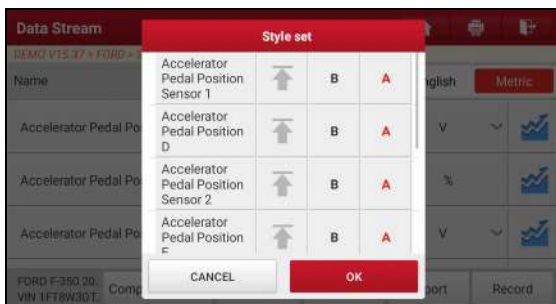 Data Stream
Style set
DEMO V15.37 > FORD >
Name
nglish
Metric
Accelerator
Pedal Position
Sensor 1
B
A
Accelerator Pedal Po
V
Accelerator
Pedal Position
D
B
A
Accelerator Pedal Po
%
Accelerator
Pedal Position
Sensor 2
B
A
Accelerator Pedal Po
V
Accelerator
Pedal Position
B
A
CANCEL
OK
FORD F-350 20..
VIN 1FT8W3GT..
Comp
port
Record